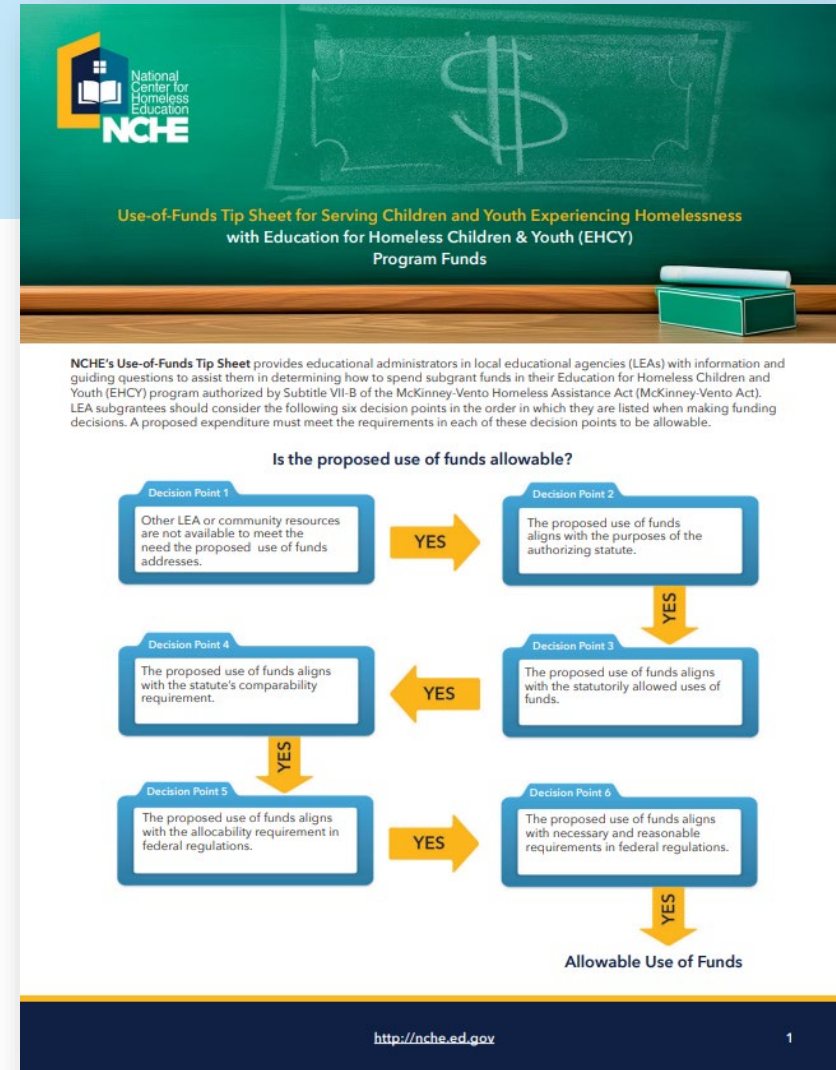 National
Center for
Homeless
Education
NCHE
Use-of-Funds Tip Sheet for Serving Children and Youth Experiencing Homelessness
with Education for Homeless Children & Youth (EHCY)
Program Funds
NCHE's Use-of-Funds Tip Sheet provides educational administrators in local educational agencies (LEAs) with information and
guiding questions to assist them in determining how to spend subgrant funds in their Education for Homeless Children and
Youth (EHCY) program authorized by Subtitle VII-B of the McKinney-Vento Homeless Assistance Act (McKinney-Vento Act).
LEA subgrantees should consider the following six decision points in the order in which they are listed when making funding
decisions. A proposed expenditure must meet the requirements in each of these decision points to be allowable.
Is the proposed use of funds allowable?
Decision Point 1
Other LEA or community resources
are not available to meet the
need the proposed use of funds
addresses.
YES
Decision Point 2
The proposed use of funds
aligns with the purposes of the
authorizing statute.
YES
Decision Point 3
The proposed use of funds aligns
with the statutorily allowed uses of
funds.
YES
Decision Point 4
The proposed use of funds aligns
with the statute's comparability
requirement.
YES
Decision Point 5
The proposed use of funds aligns
with the allocability requirement in
federal regulations.
YES
Decision Point 6
The proposed use of funds aligns
with necessary and reasonable
requirements in federal regulations.
YES
Allowable Use of Funds
http://nche.ed.gov
1